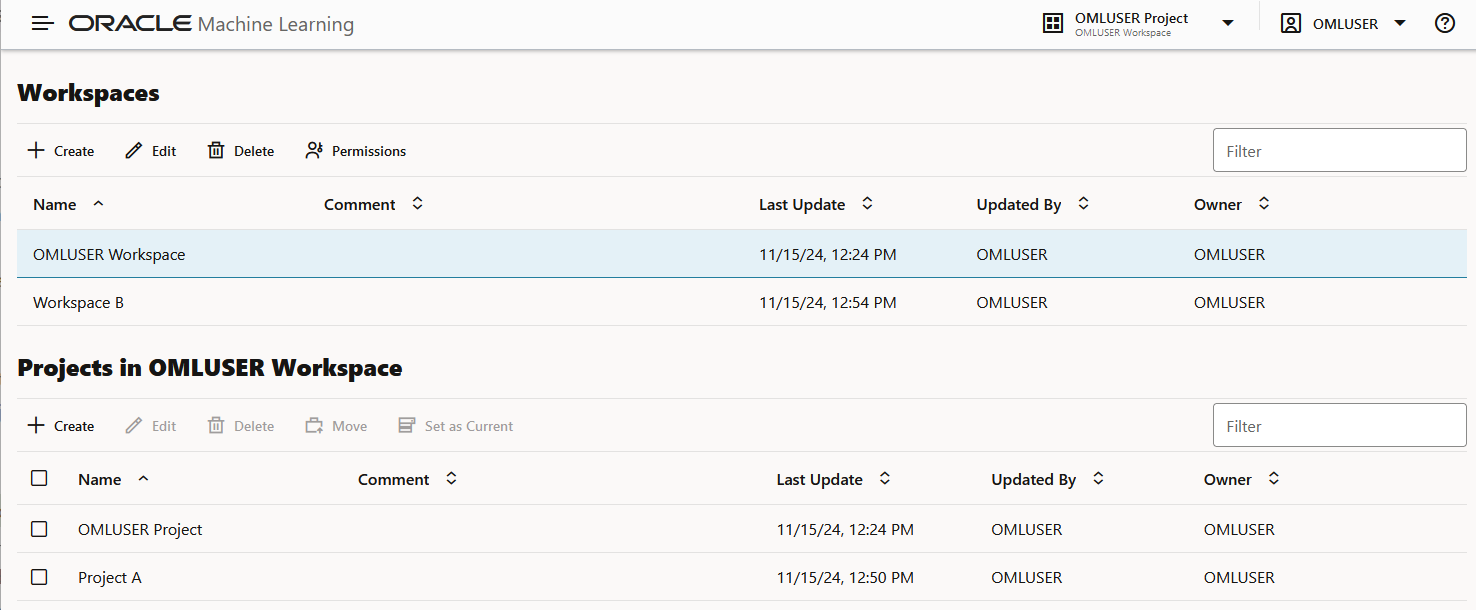 ORACLE Machine Learning OMLUSER Project OMLUSER
OMLUSER Workspace
Workspaces
Create Edit Delete Permissions Filter
Name Comment Last Update Updated By Owner
OMLUSER Workspace 11/15/24, 12:24 PM OMLUSER OMLUSER
Workspace B 11/15/24, 12:54 PM OMLUSER OMLUSER
Projects in OMLUSER Workspace
Create Edit Delete Move Set as Current Filter
Name Comment Last Update Updated By Owner
OMLUSER Project 11/15/24, 12:24 PM OMLUSER OMLUSER
Project A 11/15/24, 12:50 PM OMLUSER OMLUSER